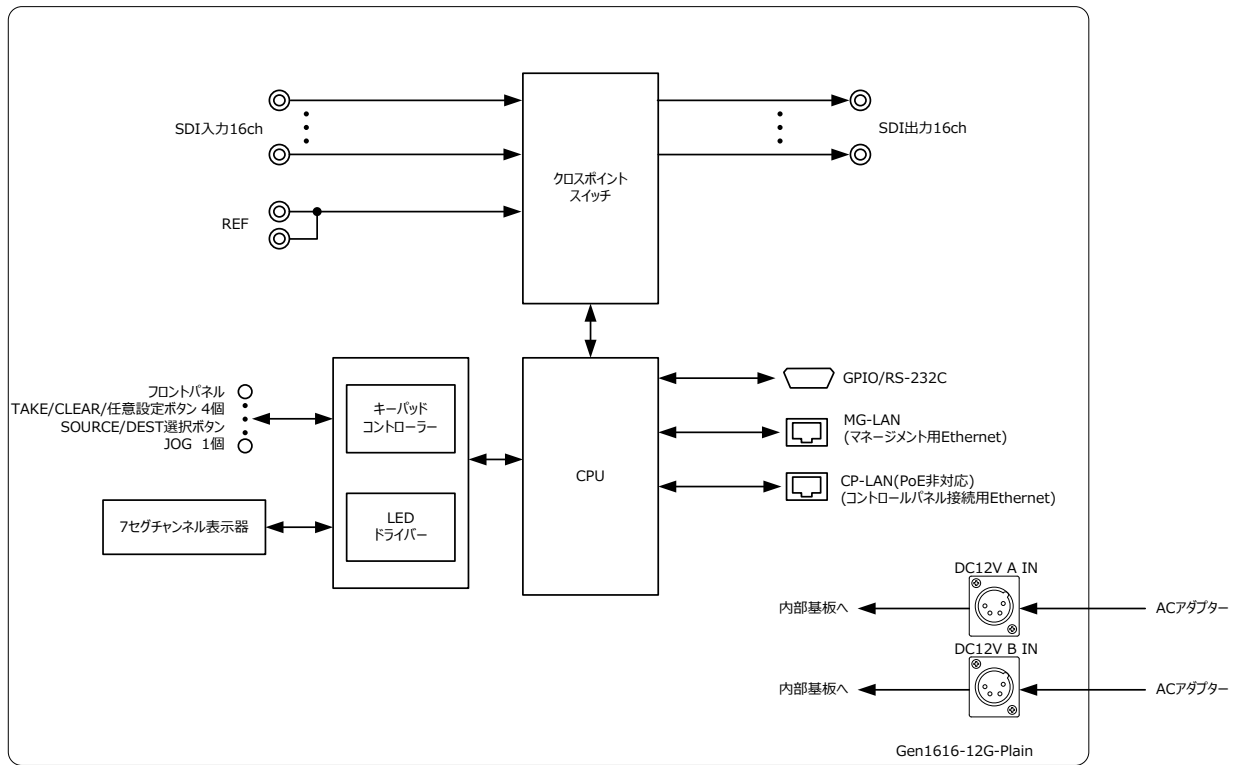 SDI入力16ch
SDI出力16ch
クロスポイント
スイッチ
REF
フロントパネル
TAKE/CLEAR/任意設定ボタン 4個
SOURCE/DEST選択ボタン
JOG 1個
キーパッド
コントローラー
GPIO/RS-232C
MG-LAN
(マネージメント用Ethernet)
CPU
CP-LAN(PoE非対応)
(コントロールパネル接続用Ethernet)
7セグチャンネル表示器
LED
ドライバー
DC12V A IN
内部基板へ
ACアダプター
DC12V B IN
内部基板へ
ACアダプター
Gen1616-12G-Plain